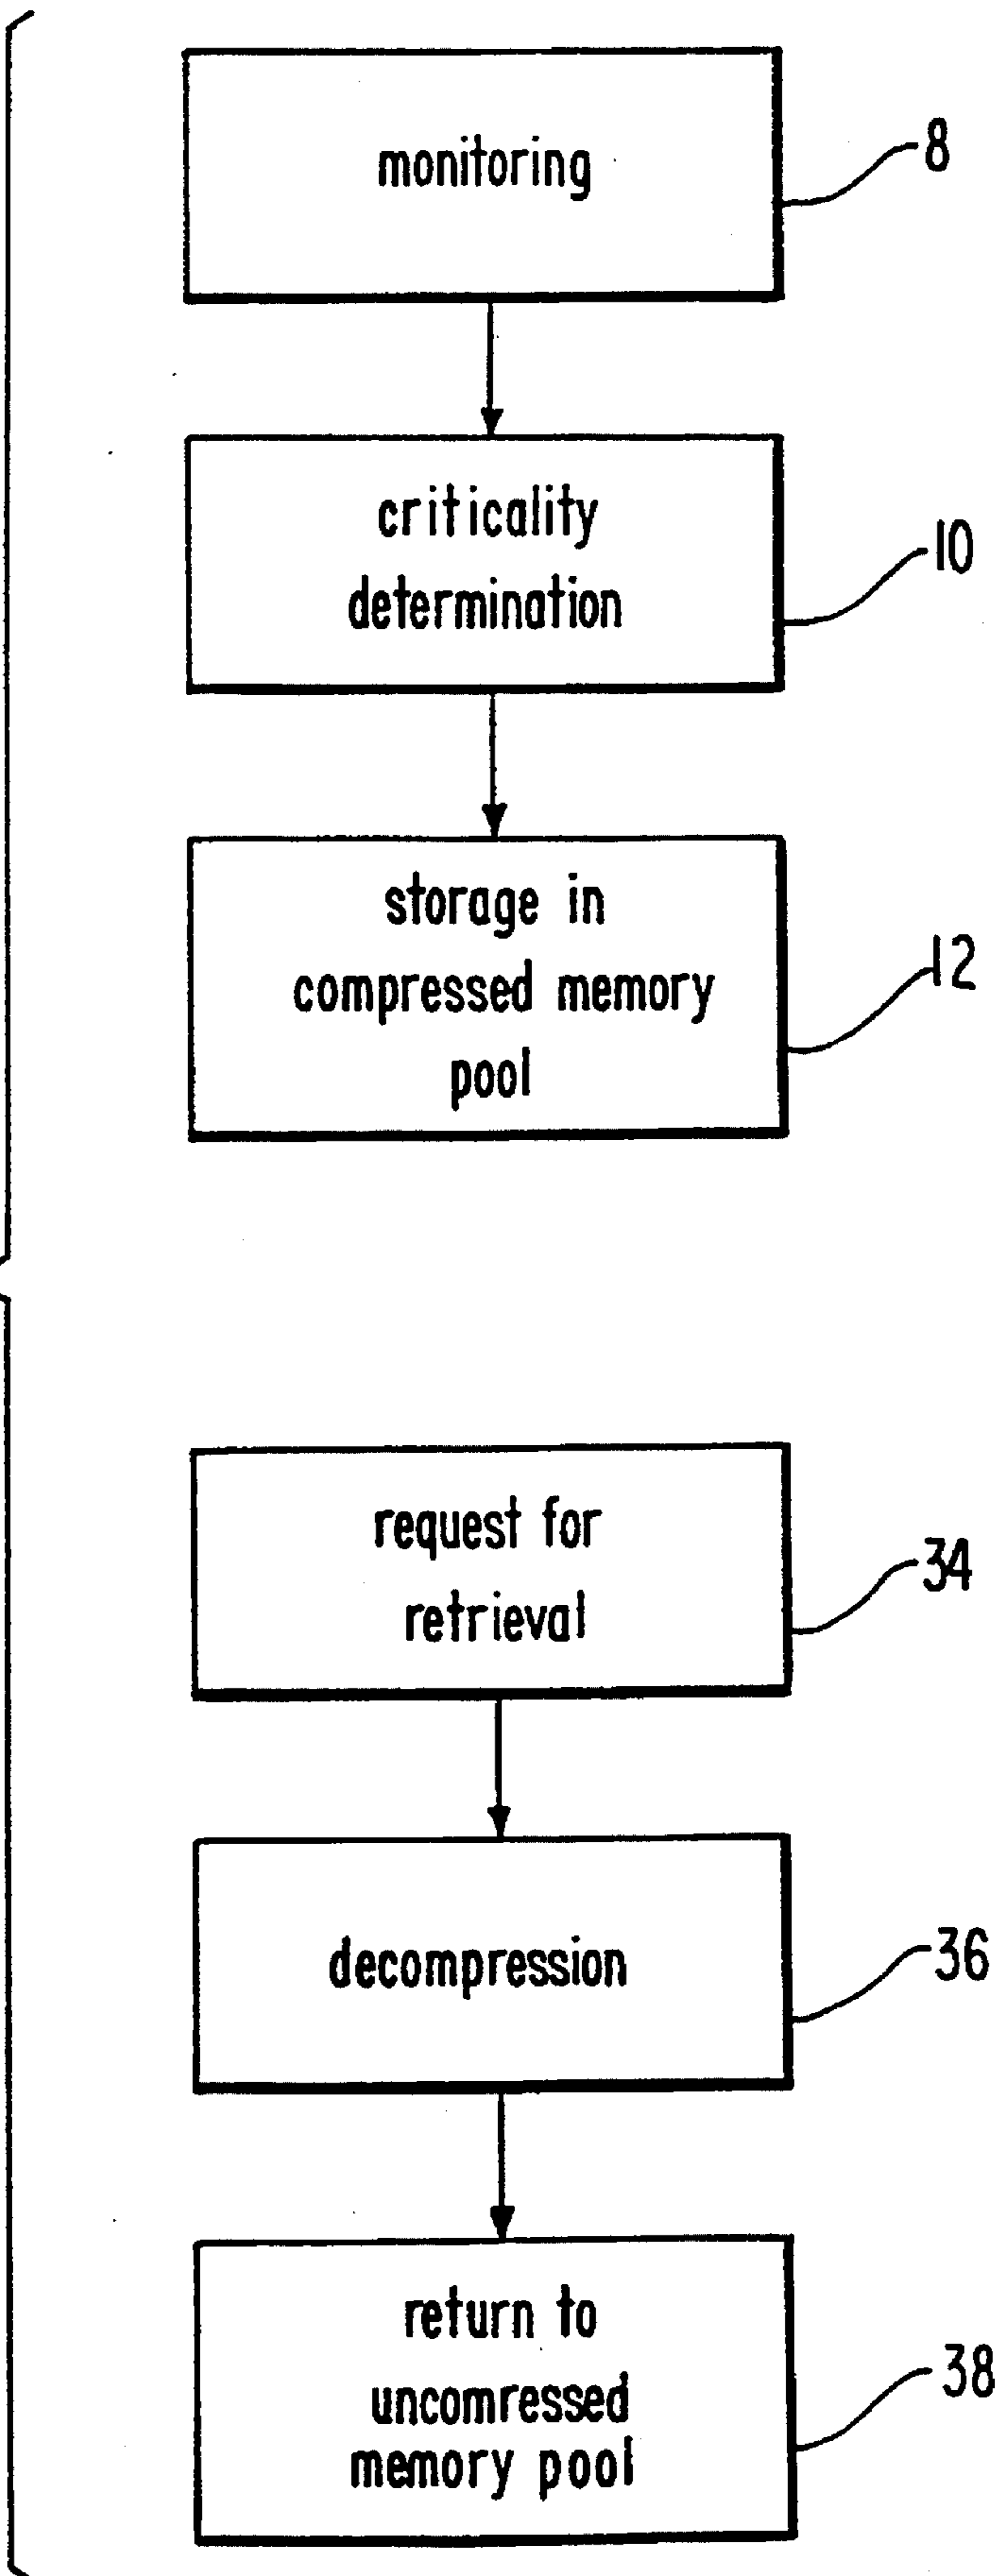 monitoring
8
criticality
determination
10
storage in
compressed memory
pool
12
request for
retrieval
34
decompression
36
return to
uncomressed
memory pool
38